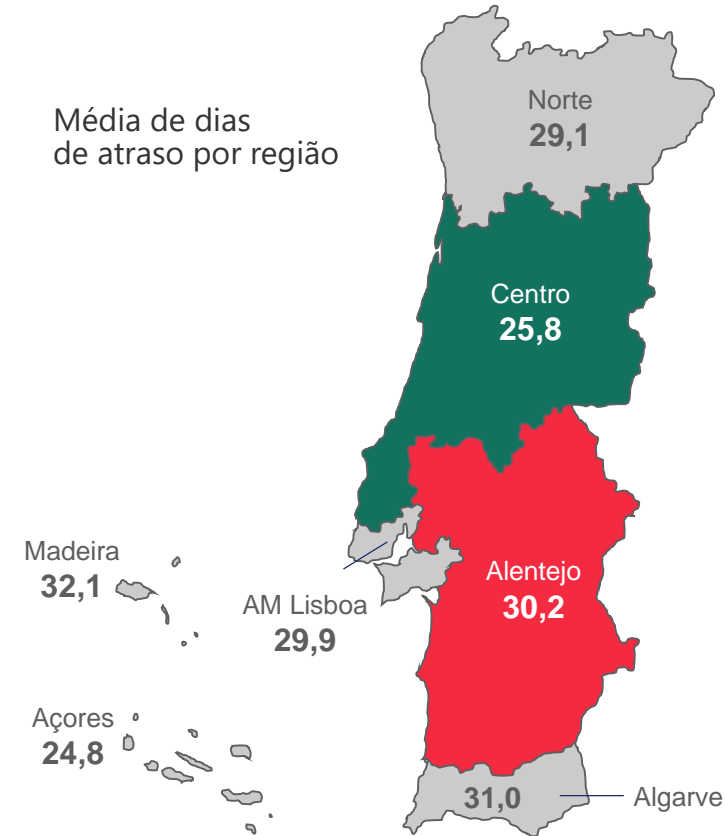 Média de dias
de atraso por região
Norte
29,1
Centro
25,8
Madeira
32,1
AM Lisboa
29,9
Alentejo
30,2
Açores
24,8
31,0
Algarve